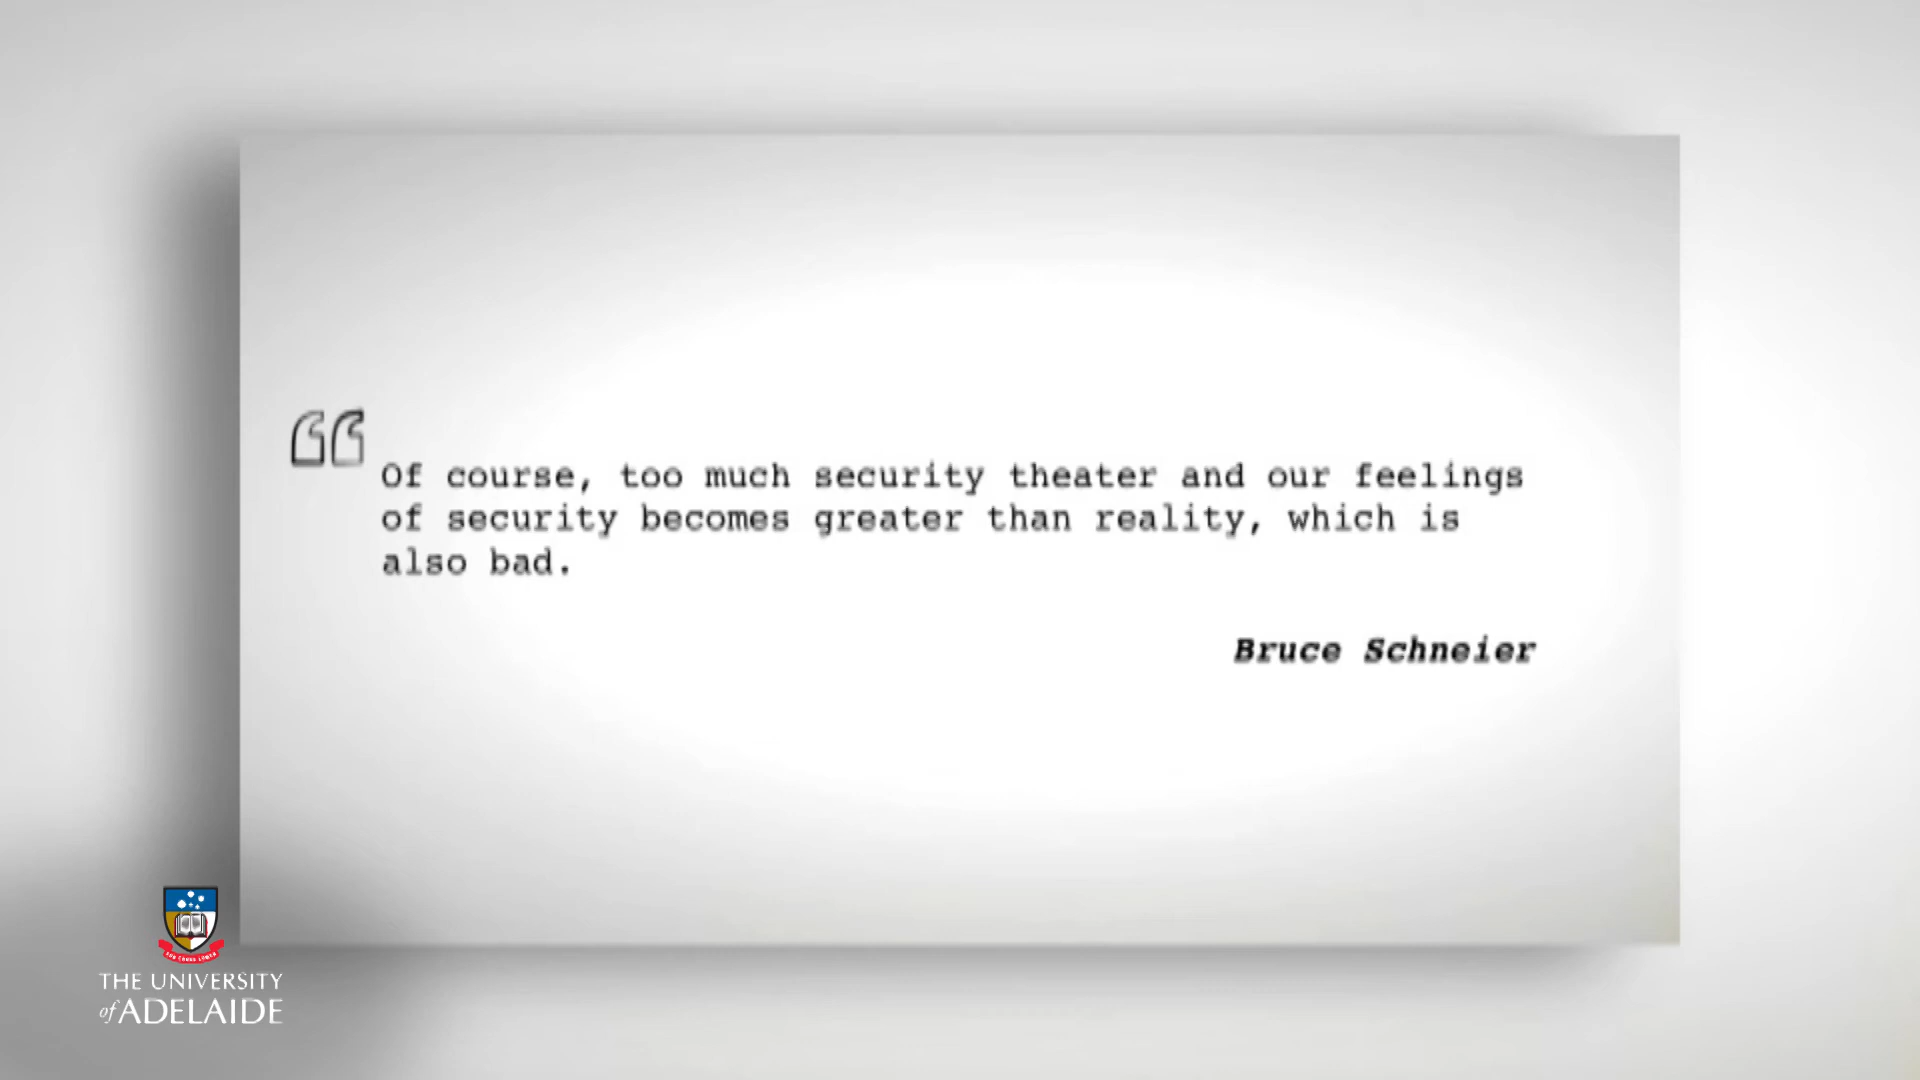 “
Of course, too much security theater and our feelings
of security becomes greater than reality, which is
also bad.
Bruce Schneier
THE UNIVERSITY
of ADELAIDE